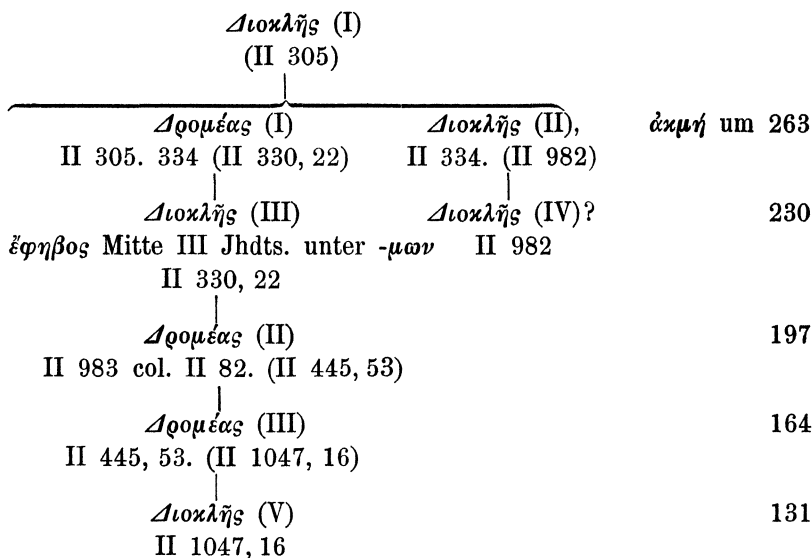 Διοκλῆς (I)
(II 305)
Δρομέας (I) Διοκλῆς (II), ἀκμή um 263
II 305. 334 (II 330, 22) II 334. (II 982)
Διοκλῆς (III) Διοκλῆς (IV)? 230
ἔφηβος Mitte III Jhdts. unter -μων II 982
II 330, 22
Δρομέας (II) 197
II 983 col. II 82. (II 445, 53)
Δρομέας (III) 164
II 445, 53. (II 1047, 16)
Διοκλῆς (V) 131
II 1047, 16